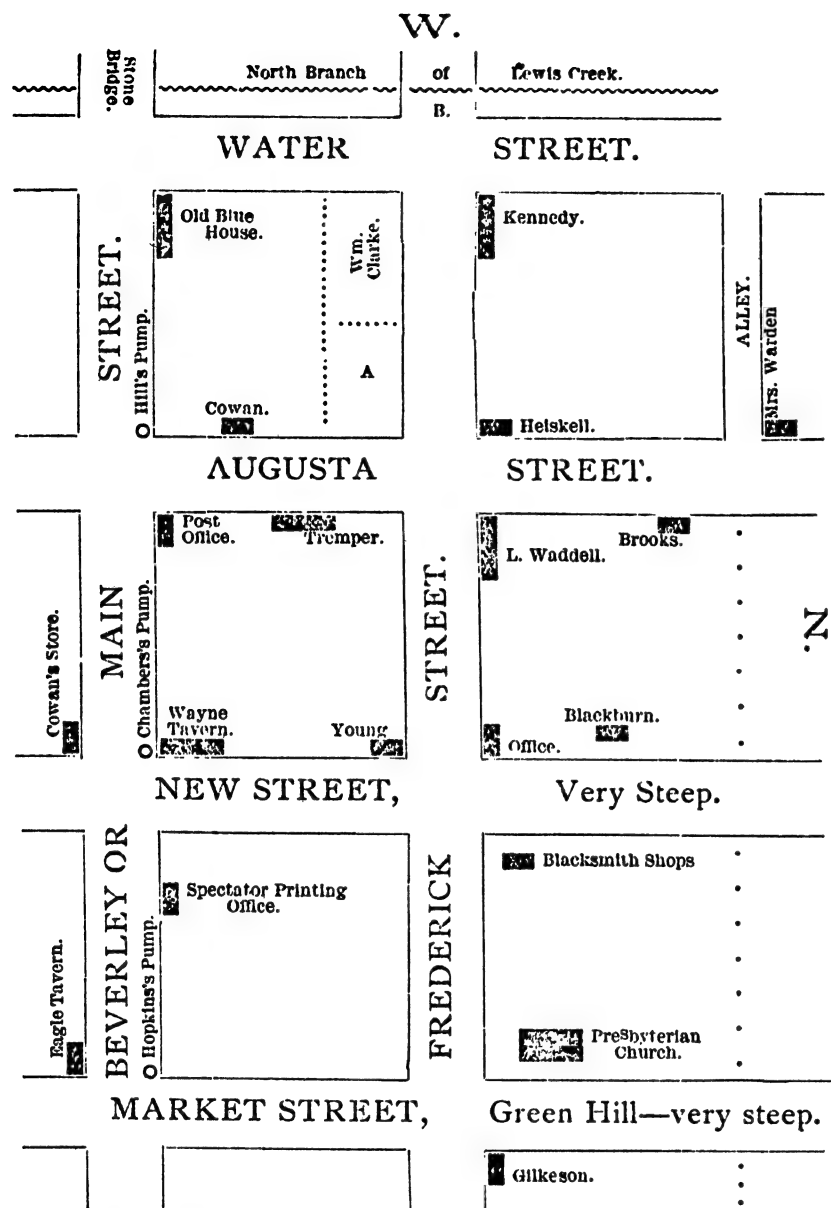 W.
Stone
Bridge.
North Branch of Lewis Creek.
B.
WATER STREET.
Old Blue
House.
Wm.
Clarke.
Kennedy.
STREET.
Hill's Pump.
A
ALLEY.
Mrs. Warden
Cowan.
Heiskell.
AUGUSTA STREET.
Post
Office.
Tremper.
Brooks.
L. Waddell.
MAIN
Chambers's Pump.
STREET.
N.
Cowan's Store.
Wayne
Tavern.
Young
Blackburn.
Office.
NEW STREET, Very Steep.
BEVERLEY OR
Spectator Printing
Office.
FREDERICK
Blacksmith Shops
Eagle Tavern.
Hopkins's Pump.
Presbyterian
Church.
MARKET STREET, Green Hill—very steep.
Gilkeson.